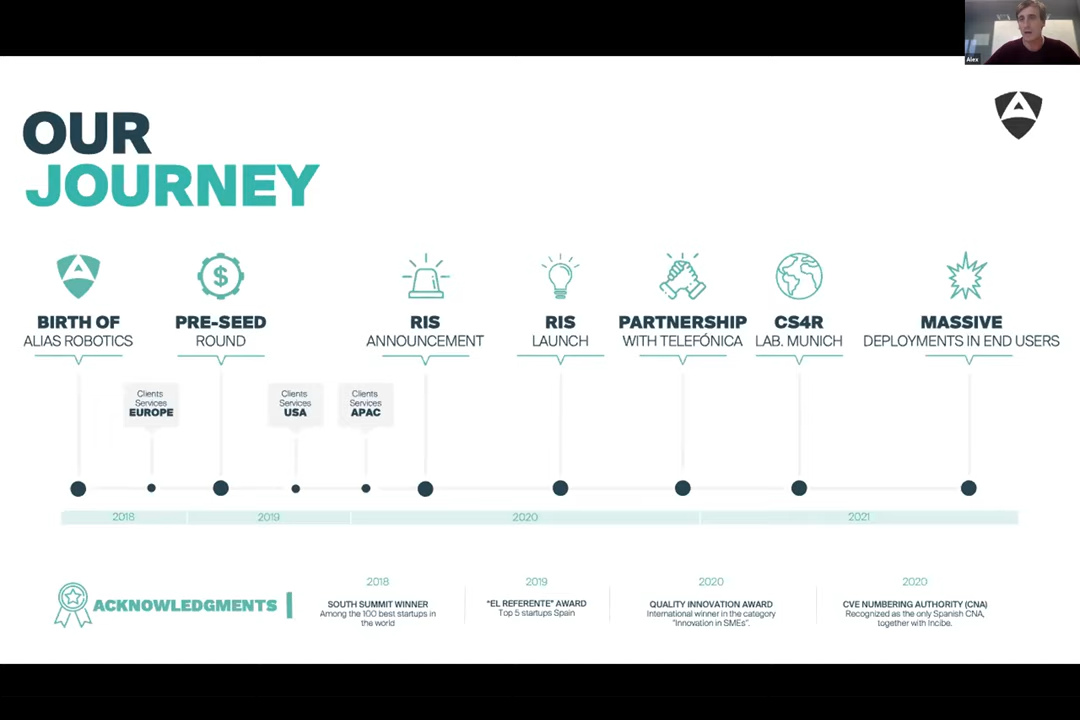 Alex
OUR
JOURNEY
BIRTH OF
ALIAS ROBOTICS
PRE-SEED
ROUND
RIS
ANNOUNCEMENT
RIS
LAUNCH
PARTNERSHIP
WITH TELEFÓNICA
CS4R
LAB. MUNICH
MASSIVE
DEPLOYMENTS IN END USERS
Clients
Services
EUROPE
Clients
Services
USA
Clients
Services
APAC
2018
2019
2020
2021
ACKNOWLEDGMENTS
2018
SOUTH SUMMIT WINNER
Among the 100 best startups in
the world
2019
"EL REFERENTE" AWARD
Top 5 startups Spain
2020
QUALITY INNOVATION AWARD
International winner in the category
"Innovation in SMEs".
2020
CVE NUMBERING AUTHORITY (CNA)
Recognized as the only Spanish CNA,
together with Incibe.